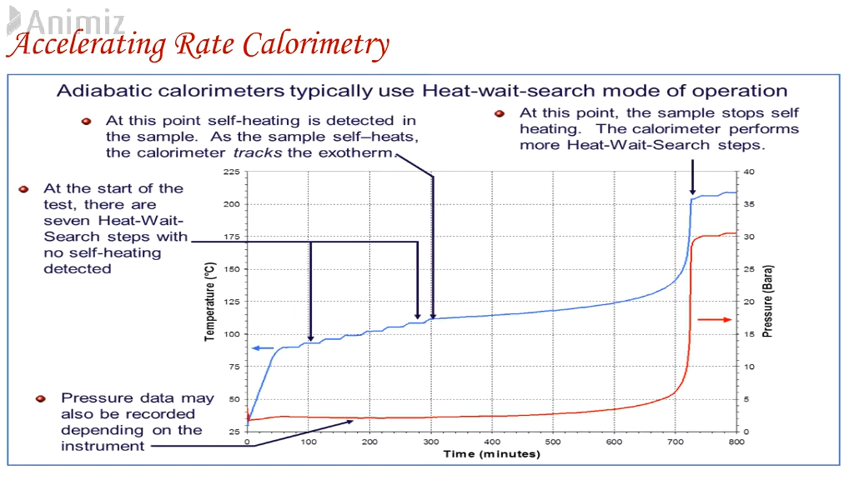 Animiz
Accelerating Rate Calorimetry
Adiabatic calorimeters typically use Heat-wait-search mode of operation
At this point self-heating is detected in
the sample. As the sample self–heats,
the calorimeter tracks the exotherm.
At this point, the sample stops self
heating. The calorimeter performs
more Heat-Wait-Search steps.
At the start of the
test, there are
seven Heat-Wait-
Search steps with
no self-heating
detected
Pressure data may
also be recorded
depending on the
instrument
Temperature (°C)
225
200
175
150
125
100
75
50
25
Pressure (Bara)
40
35
30
25
20
15
10
5
0
0 100 200 300 400 500 600 700 800
Time (minutes)